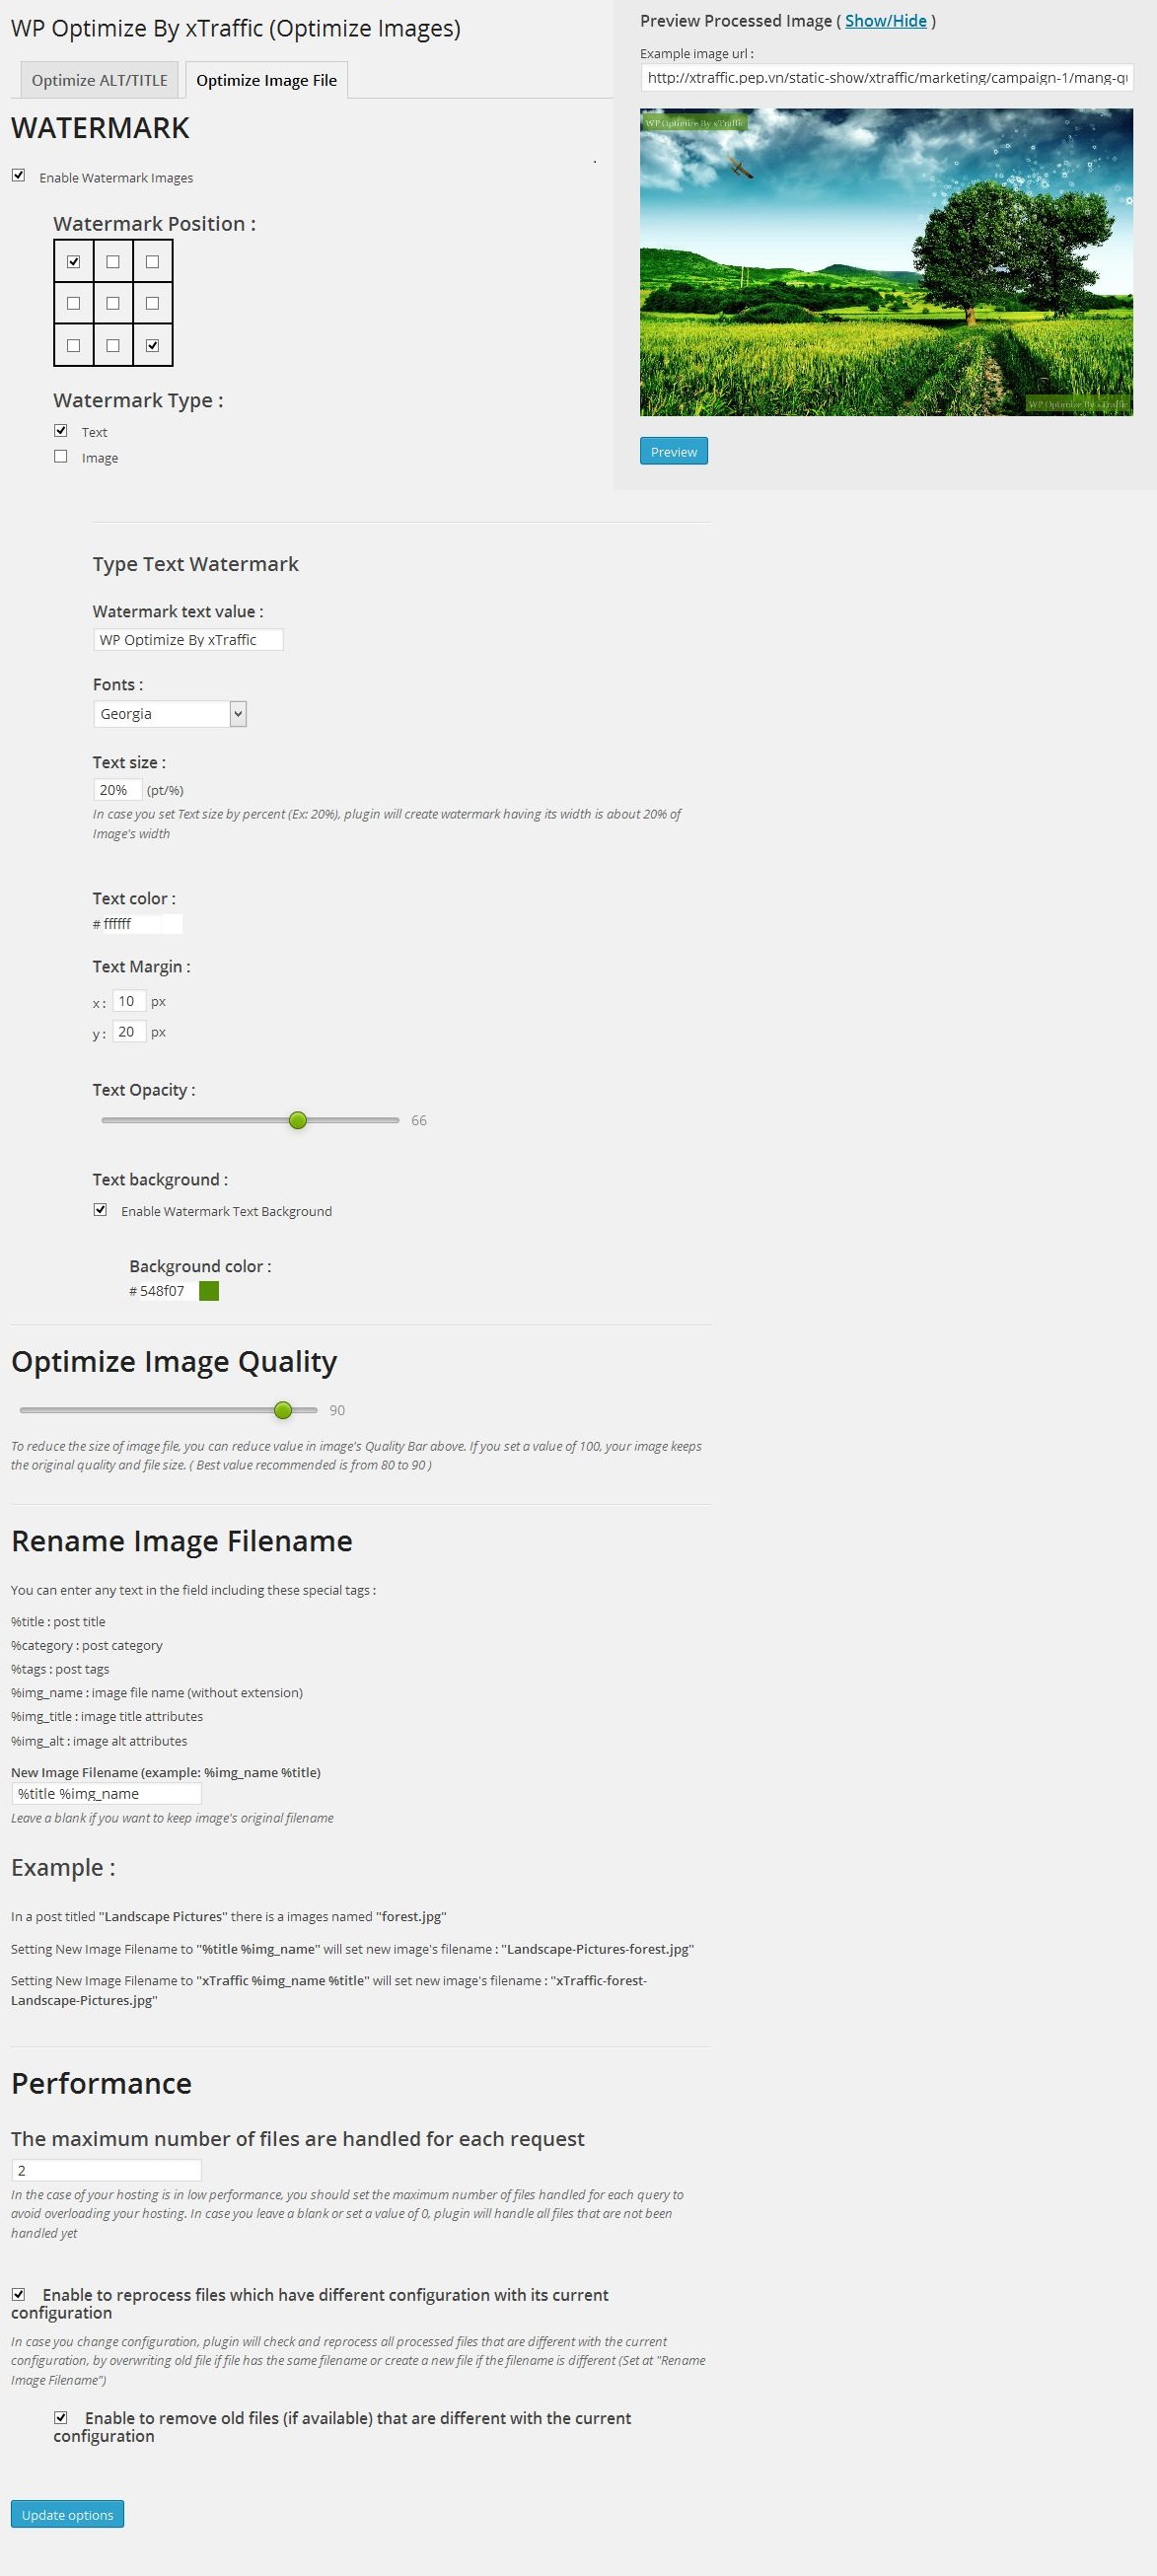 WP Optimize By xTraffic (Optimize Images)
Optimize ALT/TITLE
Optimize Image File
Preview Processed Image ( Show/Hide )
Example image url :
http://xtraffic.pep.vn/static-show/xtraffic/marketing/campaign-1/mang-qu
WP Optimize By xTraffic
WP Optimize By xTraffic
Preview
WATERMARK
Enable Watermark Images
Watermark Position :
Watermark Type :
Text
Image
Type Text Watermark
Watermark text value :
WP Optimize By xTraffic
Fonts :
Georgia
Text size :
20% (pt/%)
In case you set Text size by percent (Ex: 20%), plugin will create watermark having its width is about 20% of
Image's width
Text color :
# ffffff
Text Margin :
x : 10 px
y : 20 px
Text Opacity :
66
Text background :
Enable Watermark Text Background
Background color :
# 548f07
Optimize Image Quality
90
To reduce the size of image file, you can reduce value in image's Quality Bar above. If you set a value of 100, your image keeps
the original quality and file size. ( Best value recommended is from 80 to 90 )
Rename Image Filename
You can enter any text in the field including these special tags :
%title : post title
%category : post category
%tags : post tags
%img_name : image file name (without extension)
%img_title : image title attributes
%img_alt : image alt attributes
New Image Filename (example: %img_name %title)
%title %img_name
Leave a blank if you want to keep image's original filename
Example :
In a post titled "Landscape Pictures" there is a images named "forest.jpg"
Setting New Image Filename to "%title %img_name" will set new image's filename : "Landscape-Pictures-forest.jpg"
Setting New Image Filename to "xTraffic %img_name %title" will set new image's filename : "xTraffic-forest-
Landscape-Pictures.jpg"
Performance
The maximum number of files are handled for each request
2
In the case of your hosting is in low performance, you should set the maximum number of files handled for each query to
avoid overloading your hosting. In case you leave a blank or set a value of 0, plugin will handle all files that are not been
handled yet
Enable to reprocess files which have different configuration with its current
configuration
In case you change configuration, plugin will check and reprocess all processed files that are different with the current
configuration, by overwriting old file if file has the same filename or create a new file if the filename is different (Set at "Rename
Image Filename")
Enable to remove old files (if available) that are different with the current
configuration
Update options